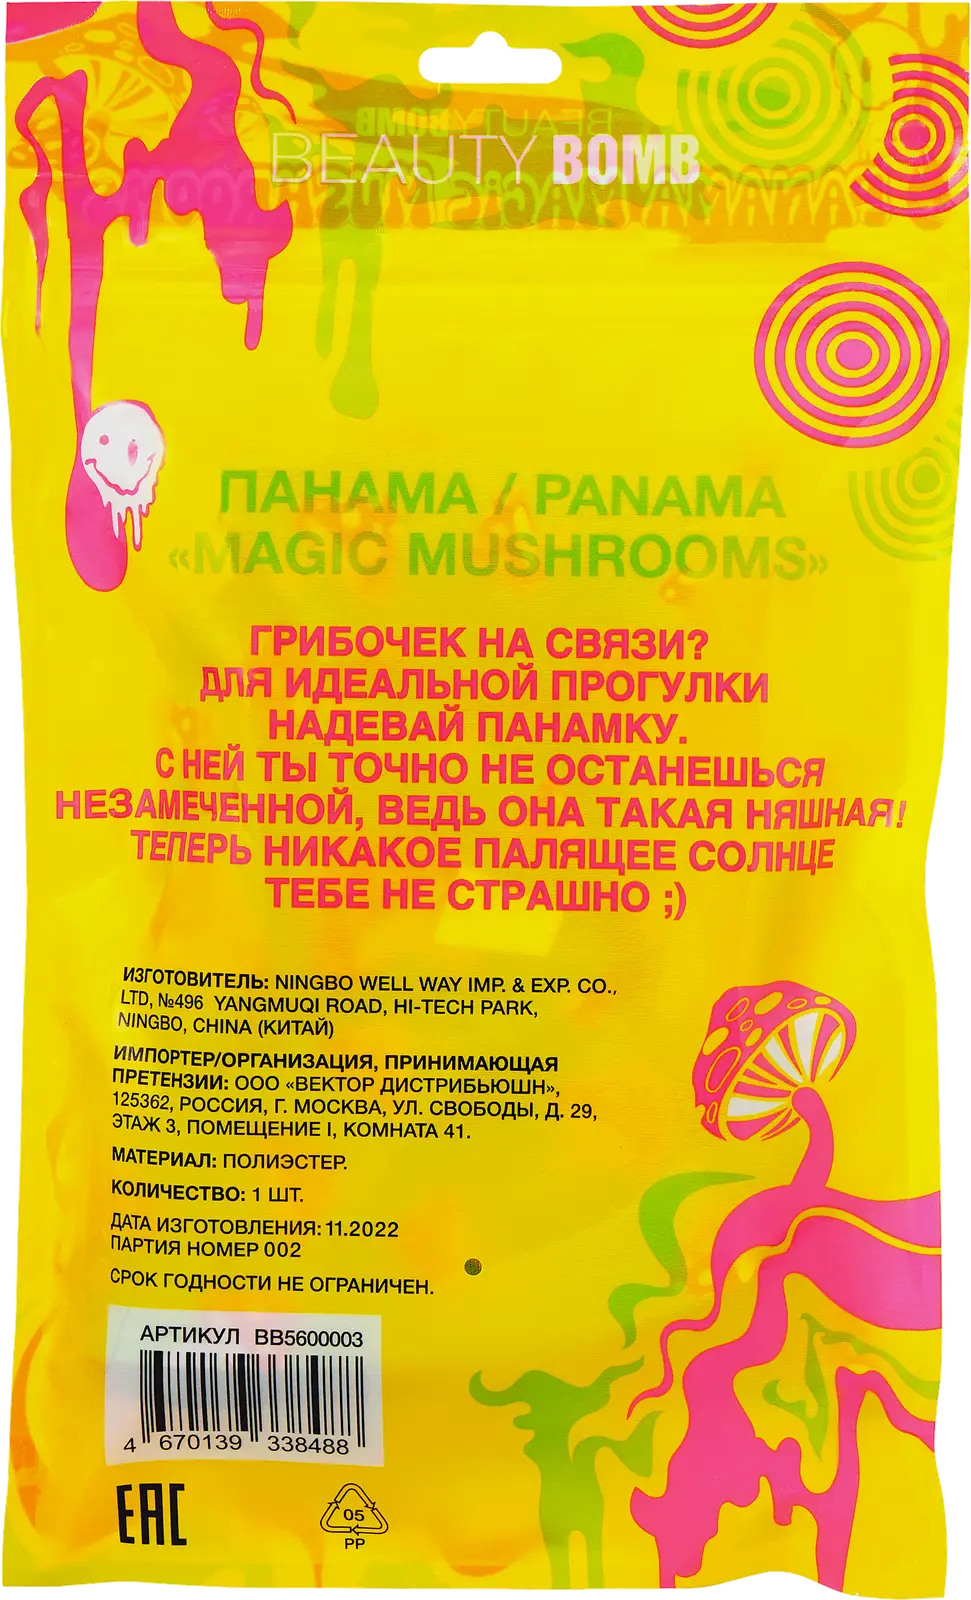 BEAUTY BOMB
ПАНАМА / PANAMA
«MAGIC MUSHROOMS»
ГРИБОЧЕК НА СВЯЗИ?
ДЛЯ ИДЕАЛЬНОЙ ПРОГУЛКИ
НАДЕВАЙ ПАНАМКУ.
С НЕЙ ТЫ ТОЧНО НЕ ОСТАНЕШЬСЯ
НЕЗАМЕЧЕННОЙ, ВЕДЬ ОНА ТАКАЯ НЯШНАЯ!
ТЕПЕРЬ НИКАКОЕ ПАЛЯЩЕЕ СОЛНЦЕ
ТЕБЕ НЕ СТРАШНО ;)
ИЗГОТОВИТЕЛЬ: NINGBO WELL WAY IMP. & EXP. CO.,
LTD, №496 YANGMUQI ROAD, HI-TECH PARK,
NINGBO, CHINA (КИТАЙ)
ИМПОРТЕР/ОРГАНИЗАЦИЯ, ПРИНИМАЮЩАЯ
ПРЕТЕНЗИИ: ООО «ВЕКТОР ДИСТРИБЬЮШН»,
125362, РОССИЯ, Г. МОСКВА, УЛ. СВОБОДЫ, Д. 29,
ЭТАЖ 3, ПОМЕЩЕНИЕ I, КОМНАТА 41.
МАТЕРИАЛ: ПОЛИЭСТЕР.
КОЛИЧЕСТВО: 1 ШТ.
ДАТА ИЗГОТОВЛЕНИЯ: 11.2022
ПАРТИЯ НОМЕР 002
СРОК ГОДНОСТИ НЕ ОГРАНИЧЕН.
АРТИКУЛ BB5600003
4 670139 338488
EAC
05
PP